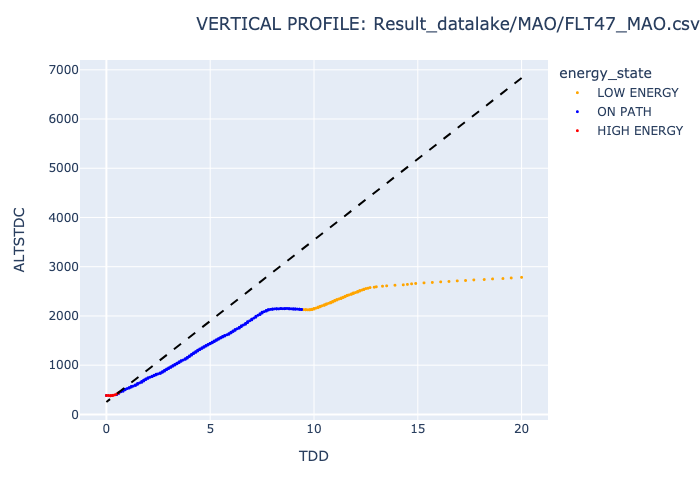 VERTICAL PROFILE: Result_datalake/MAO/FLT47_MAO.csv
energy_state
LOW ENERGY
ON PATH
HIGH ENERGY
ALTSTDC
7000
6000
5000
4000
3000
2000
1000
0
0
5
10
15
20
TDD